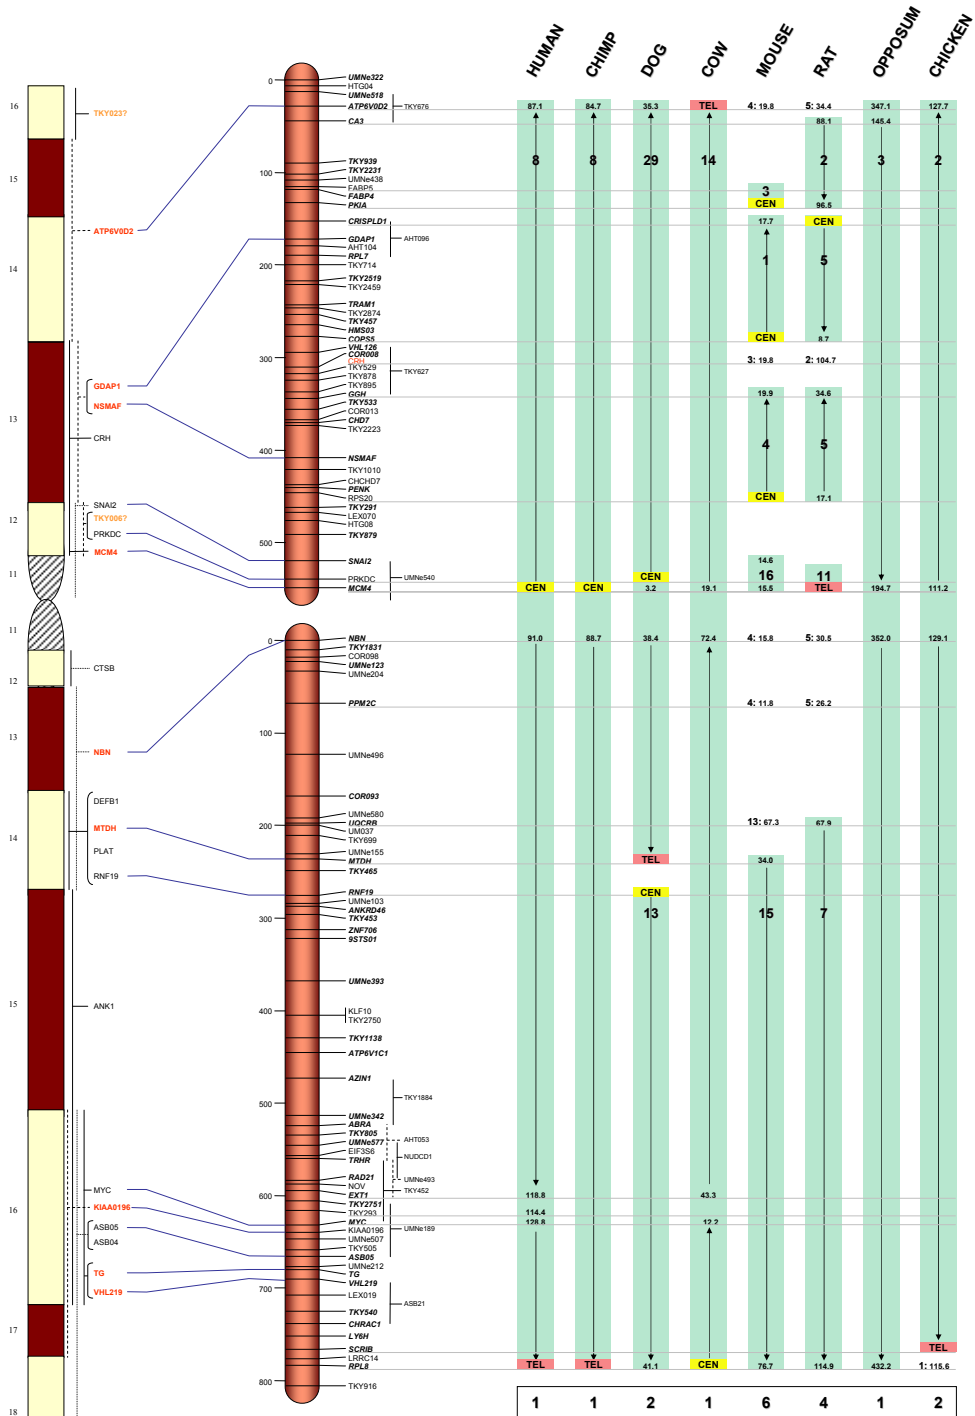 HUMAN CHIMP DOG COW MOUSE RAT OPPOSUM CHICKEN
16
TKY023?
15
ATP6V0D2
14
GDAP1
NSMAF
13
CRH
SNAI2
TKY006?
12
PRKDC
MCM4
11
11
CTSB
12
13
NBN
DEFB1
MTDH
14
PLAT
RNF19
15
ANK1
MYC
16
KIAA0196
ASB05
ASB04
TG
VHL219
17
18
0
UMNe322
HTG04
UMNe518
ATP6V0D2
TKY676
CA3
TKY939
100
TKY2231
UMNe438
FABP5
FABP4
PKIA
CRISPLD1
GDAP1
AHT096
AHT104
RPL7
200
TKY714
TKY2519
TKY2459
TRAM1
TKY2874
TKY457
HMS03
COPS5
VHL126
300
COR008
CRH
TKY529
TKY627
TKY878
TKY895
GGH
TKY533
COR013
CHD7
TKY2223
400
NSMAF
TKY1010
CHCHD7
PENK
RPS20
TKY291
LEX070
HTG08
TKY879
500
SNAI2
PRKDC
UMNe540
MCM4
0
NBN
TKY1831
COR098
UMNe123
UMNe204
PPM2C
100
UMNe496
COR093
UMNe580
200
UQCRB
UM037
TKY699
UMNe155
MTDH
TKY465
RNF19
UMNe103
ANKRD46
300
TKY453
ZNF706
9STS01
UMNe393
400
KLF10
TKY2750
TKY1138
ATP6V1C1
AZIN1
TKY1884
500
UMNe342
ABRA
TKY805
AHT053
UMNe577
EIF3S6
NUDCD1
TRHR
RAD21
UMNe493
NOV
TKY452
600
EXT1
TKY2751
TKY293
MYC
KIAA0196
UMNe189
UMNe507
TKY505
ASB05
UMNe212
TG
VHL219
700
LEX019
ASB21
TKY540
CHRAC1
LY6H
SCRIB
LRRC14
RPL8
800
TKY916
87.1 84.7 35.3 TEL 4: 19.8 5: 34.4 347.1 127.7
88.1 145.4
8 8 29 14 2 3 2
3
CEN 96.5
17.7 CEN
1 5
CEN 8.7
3: 19.8 2: 104.7
19.9 34.6
4 5
CEN 17.1
14.6
CEN 16 11
CEN CEN 3.2 19.1 15.5 TEL 194.7 111.2
91.0 88.7 38.4 72.4 4: 15.8 5: 30.5 352.0 129.1
4: 11.8 5: 26.2
13: 67.3 67.9
TEL 34.0
CEN
13 15 7
118.8 43.3
114.4
128.8 12.2
TEL
TEL TEL 41.1 CEN 76.7 114.9 432.2 1: 115.6
1 1 2 1 6 4 1 2